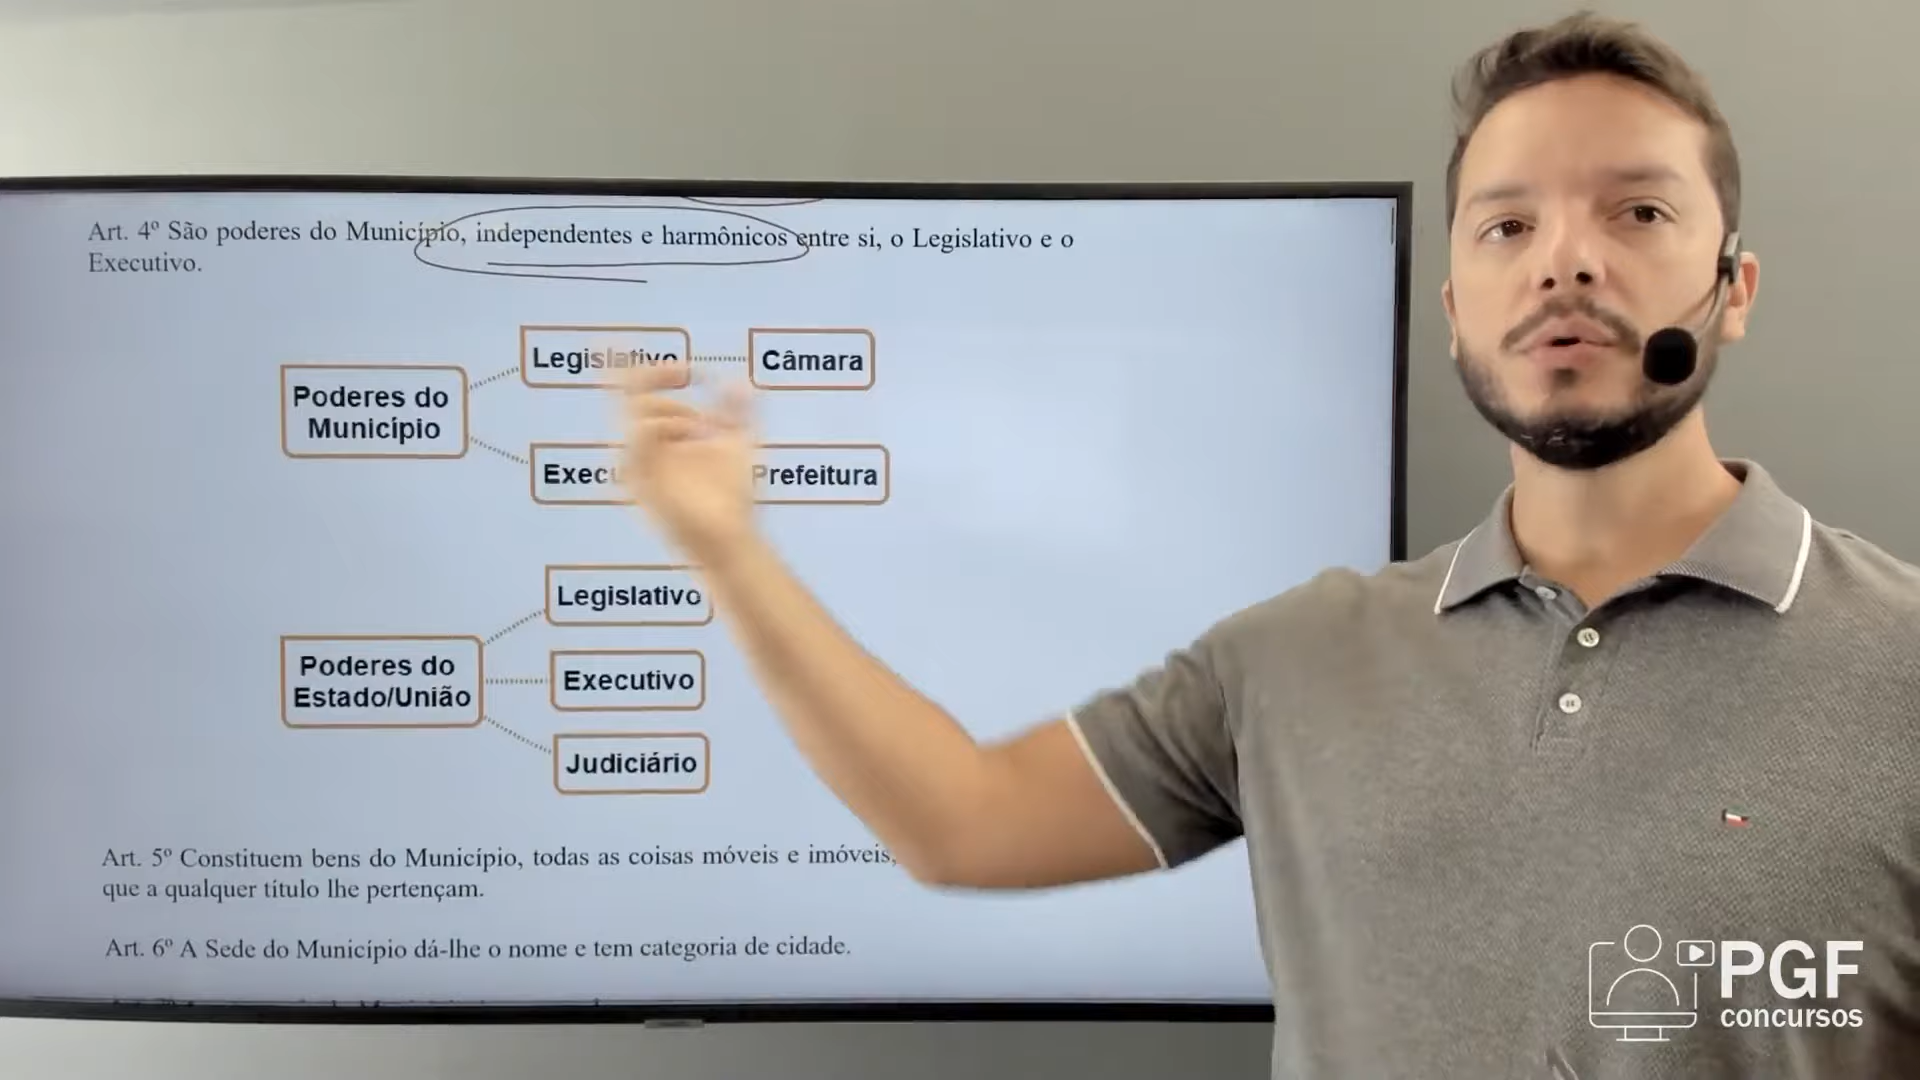 Art. 4º São poderes do Município, independentes e harmônicos entre si, o Legislativo e o
Executivo.
Legislativo
Câmara
Poderes do
Município
Prefeitura
Legislativo
Poderes do
Estado/União
Executivo
Judiciário
Art. 5º Constituem bens do Município, todas as coisas móveis e imóveis,
que a qualquer título lhe pertençam.
Art. 6º A Sede do Município dá-lhe o nome e tem categoria de cidade.
PGF
concursos